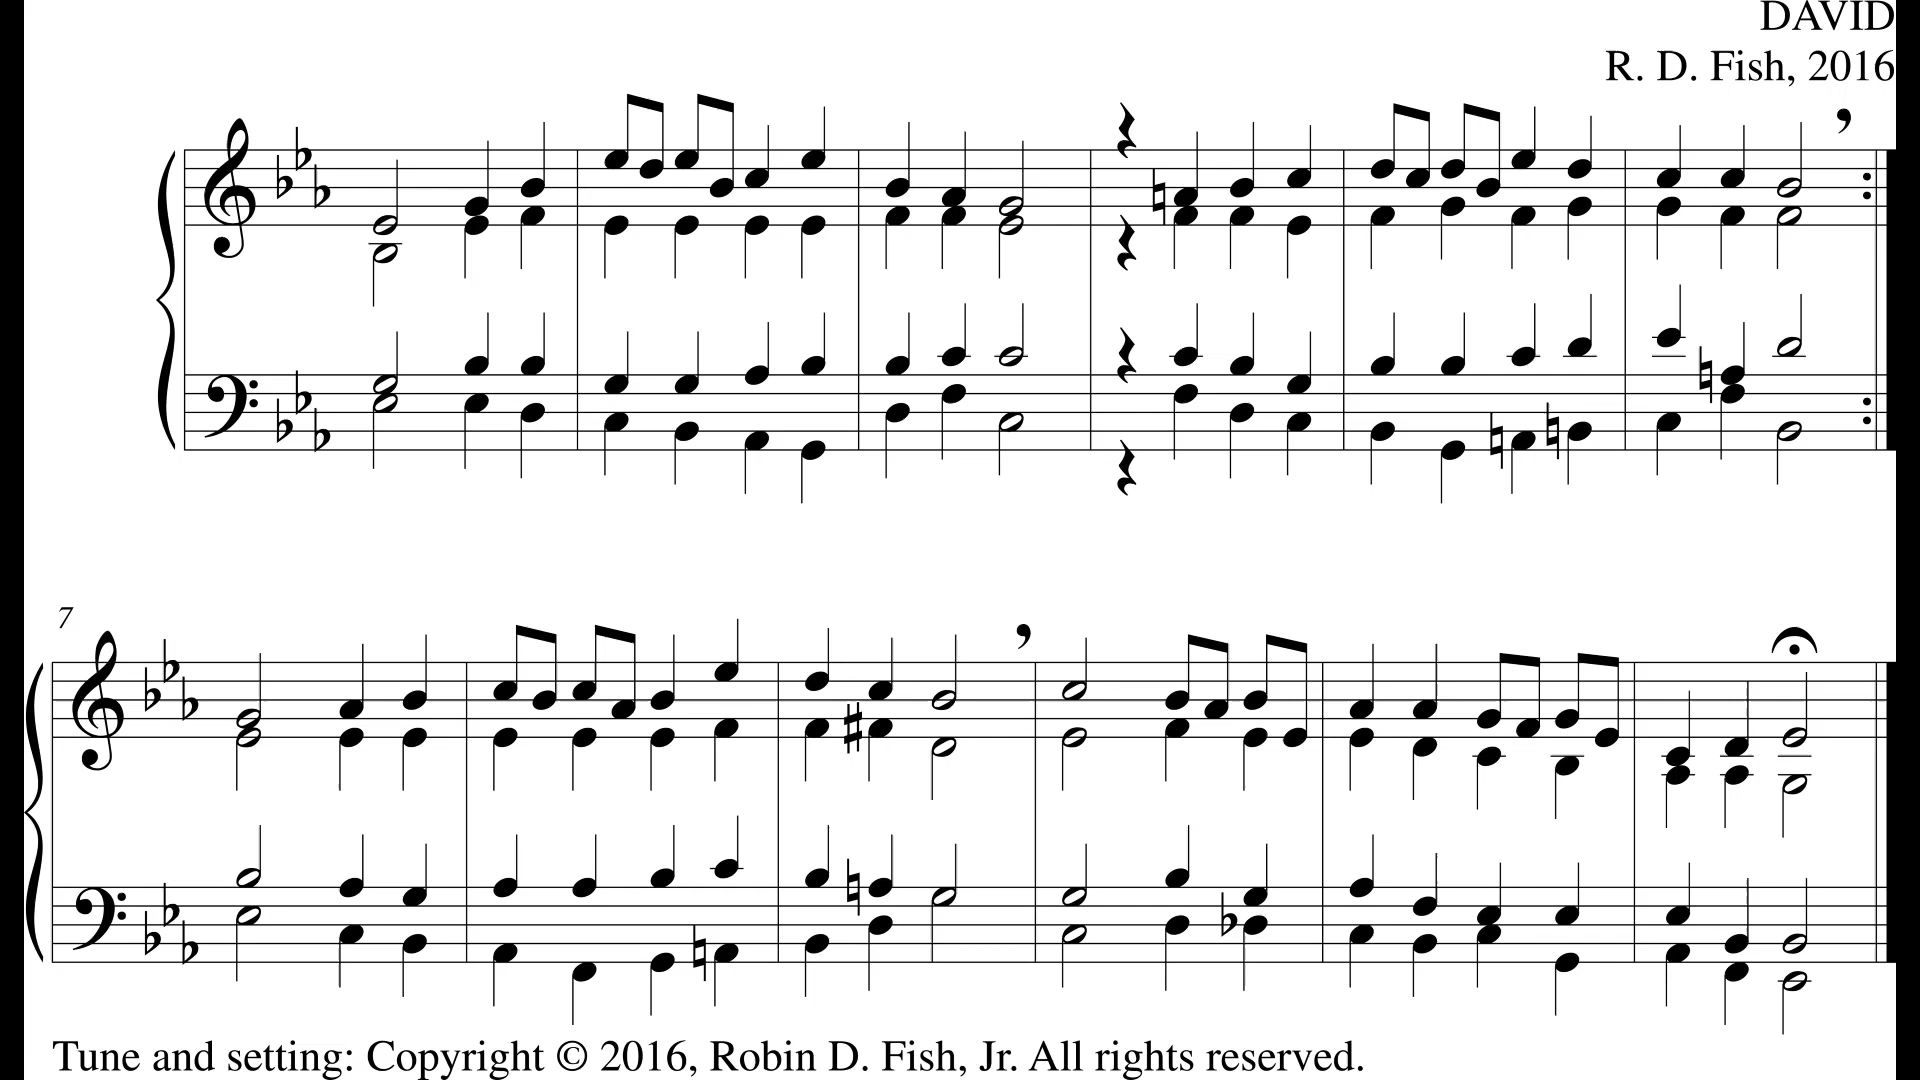 DAVID
R. D. Fish, 2016
7
Tune and setting: Copyright © 2016, Robin D. Fish, Jr. All rights reserved.